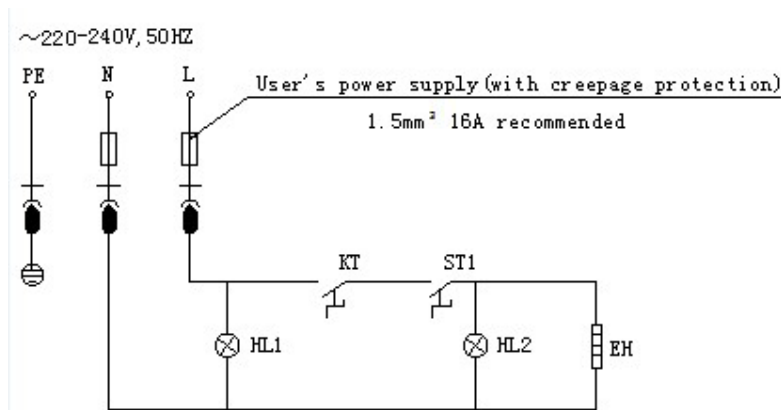 ～220-240V, 50HZ
PE N L
User's power supply(with creepage protection)
1.5mm² 16A recommended
KT ST1
HL1 HL2 EH